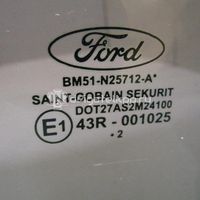 Ford
BM51-N25712-A*
SAINT-GOBAIN SEKURIT
DOT27AS2M24100
E1 43R - 001025
- 2